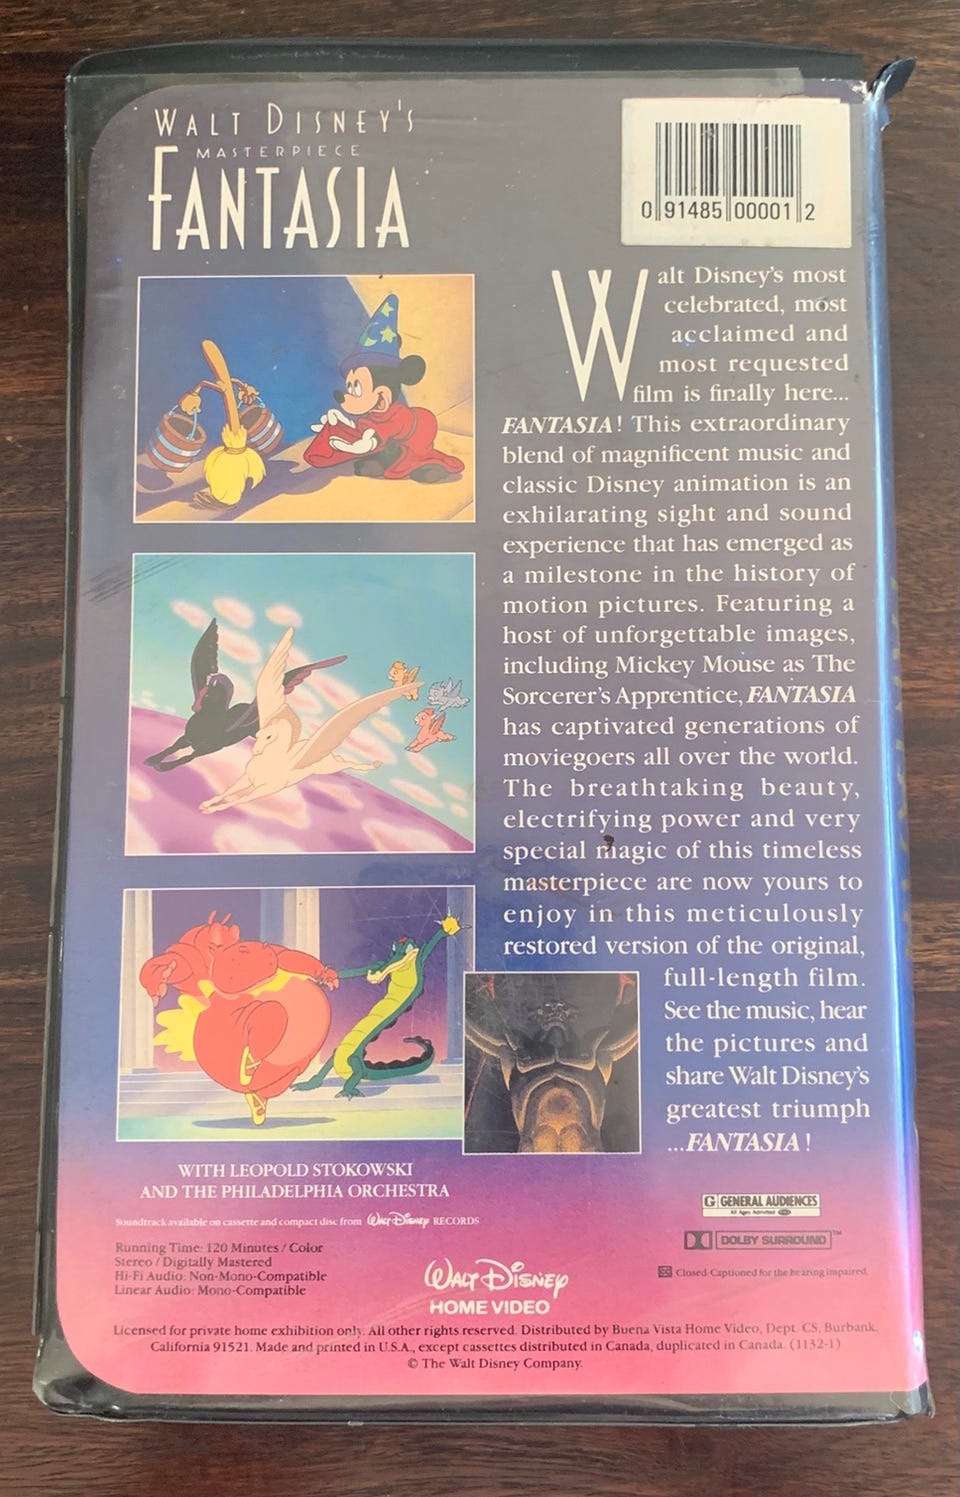 WALT DISNEY'S
MASTERPIECE
FANTASIA
0 91485 00001 2
Walt Disney's most
celebrated, most
acclaimed and
most requested
film is finally here...
FANTASIA! This extraordinary
blend of magnificent music and
classic Disney animation is an
exhilarating sight and sound
experience that has emerged as
a milestone in the history of
motion pictures. Featuring a
host of unforgettable images,
including Mickey Mouse as The
Sorcerer's Apprentice, FANTASIA
has captivated generations of
moviegoers all over the world.
The breathtaking beauty,
electrifying power and very
special magic of this timeless
masterpiece are now yours to
enjoy in this meticulously
restored version of the original,
full-length film.
See the music, hear
the pictures and
share Walt Disney's
greatest triumph
...FANTASIA!
WITH LEOPOLD STOKOWSKI
AND THE PHILADELPHIA ORCHESTRA
Soundtrack available on cassette and compact disc from Walt Disney RECORDS
Running Time: 120 Minutes / Color
Stereo / Digitally Mastered
Hi-Fi Audio: Non-Mono-Compatible
Linear Audio: Mono-Compatible
G GENERAL AUDIENCES
All Ages Admitted
DOLBY SURROUND™
CC Closed-Captioned for the hearing impaired.
WALT DISNEY
HOME VIDEO
Licensed for private home exhibition only. All other rights reserved. Distributed by Buena Vista Home Video, Dept. CS, Burbank,
California 91521. Made and printed in U.S.A., except cassettes distributed in Canada, duplicated in Canada. (1132-1)
© The Walt Disney Company.